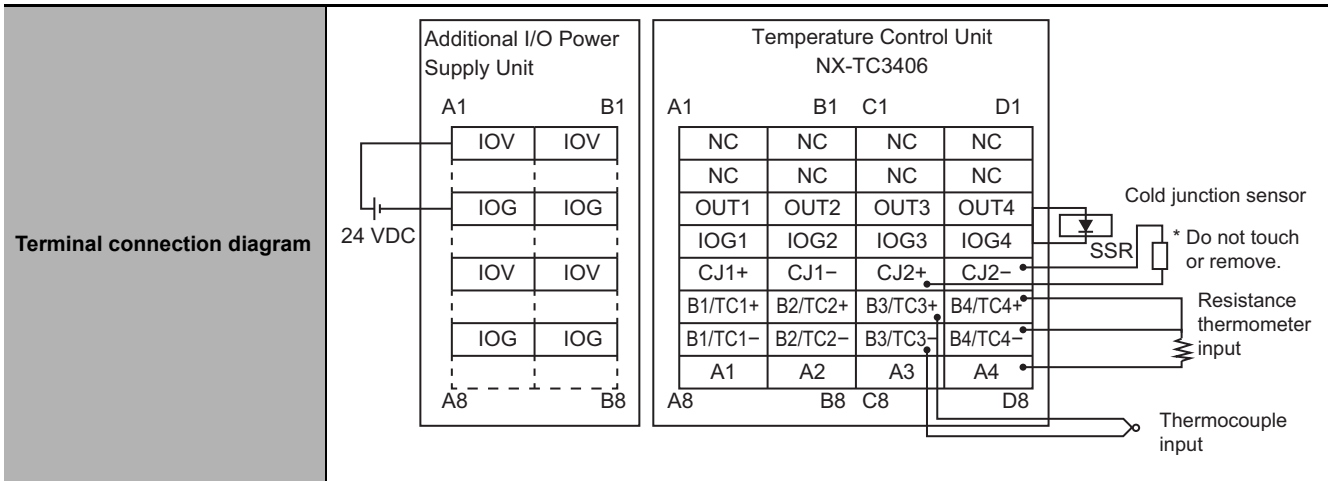 Terminal connection diagram
Additional I/O Power
Supply Unit
A1 B1
IOV IOV
IOG IOG
24 VDC
IOV IOV
IOG IOG
A8 B8
Temperature Control Unit
NX-TC3406
A1 B1 C1 D1
NC NC NC NC
NC NC NC NC
OUT1 OUT2 OUT3 OUT4
IOG1 IOG2 IOG3 IOG4
CJ1+ CJ1− CJ2+ CJ2−
B1/TC1+ B2/TC2+ B3/TC3+ B4/TC4+
B1/TC1− B2/TC2− B3/TC3− B4/TC4−
A1 A2 A3 A4
A8 B8 C8 D8
Cold junction sensor
SSR
* Do not touch
or remove.
Resistance
thermometer
input
Thermocouple
input